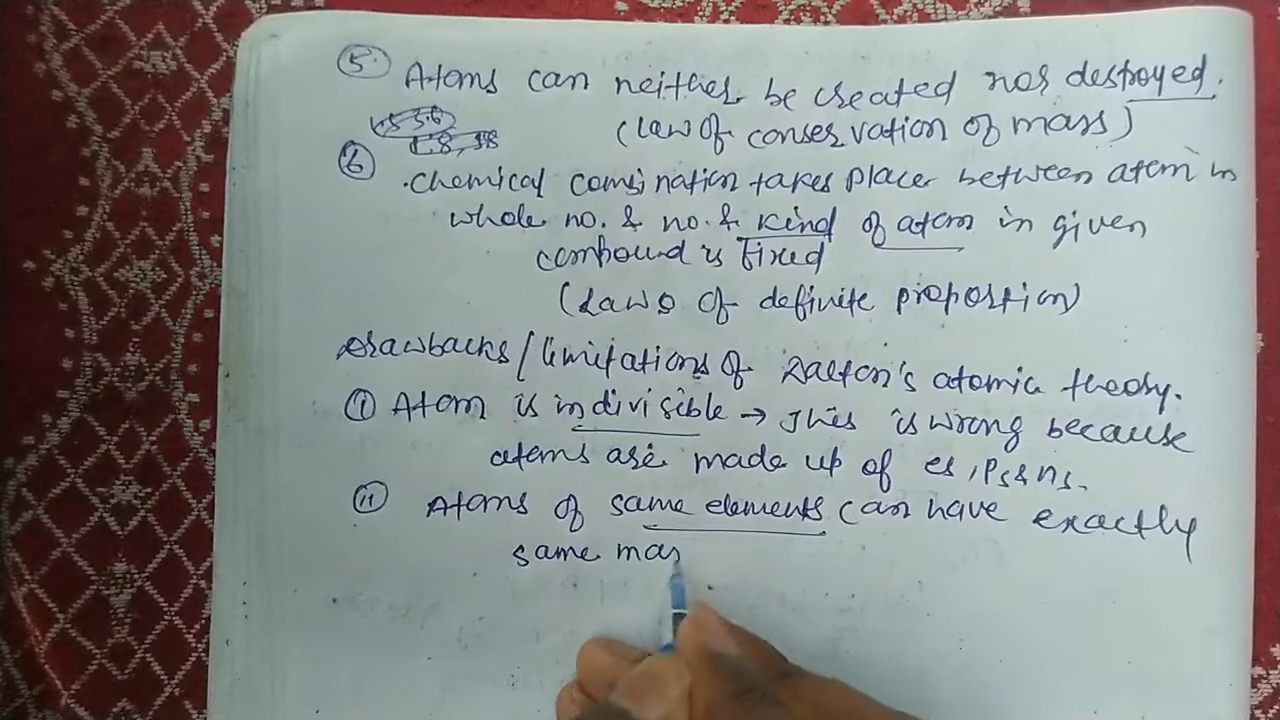 5. Atoms can neither be created nor destroyed.
(Law of conservation of mass)
6 Chemical combination takes place between atom in
whole no. & no. & kind of atom in given
compound is fixed
(Laws of definite proportion)
Drawbacks/limitations of Dalton's atomic theory.
(i) Atom is indivisible → This is wrong because
atoms are made up of es, Ps & ns.
(ii) Atoms of same elements can have exactly
same mas